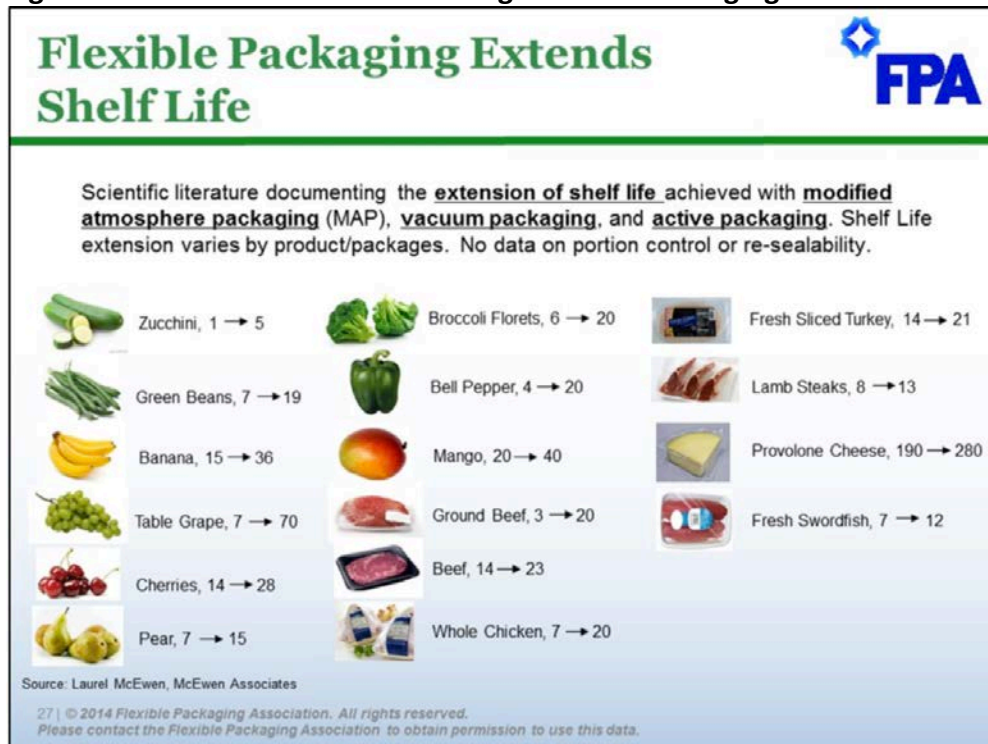 Flexible Packaging Extends
Shelf Life
FPA
Scientific literature documenting the extension of shelf life achieved with modified
atmosphere packaging (MAP), vacuum packaging, and active packaging. Shelf Life
extension varies by product/packages. No data on portion control or re-sealability.
Zucchini, 1 → 5
Green Beans, 7 → 19
Banana, 15 → 36
Table Grape, 7 → 70
Cherries, 14 → 28
Pear, 7 → 15
Broccoli Florets, 6 → 20
Bell Pepper, 4 → 20
Mango, 20 → 40
Ground Beef, 3 → 20
Beef, 14 → 23
Whole Chicken, 7 → 20
Fresh Sliced Turkey, 14 → 21
Lamb Steaks, 8 → 13
Provolone Cheese, 190 → 280
Fresh Swordfish, 7 → 12
Source: Laurel McEwen, McEwen Associates
27 | © 2014 Flexible Packaging Association. All rights reserved.
Please contact the Flexible Packaging Association to obtain permission to use this data.